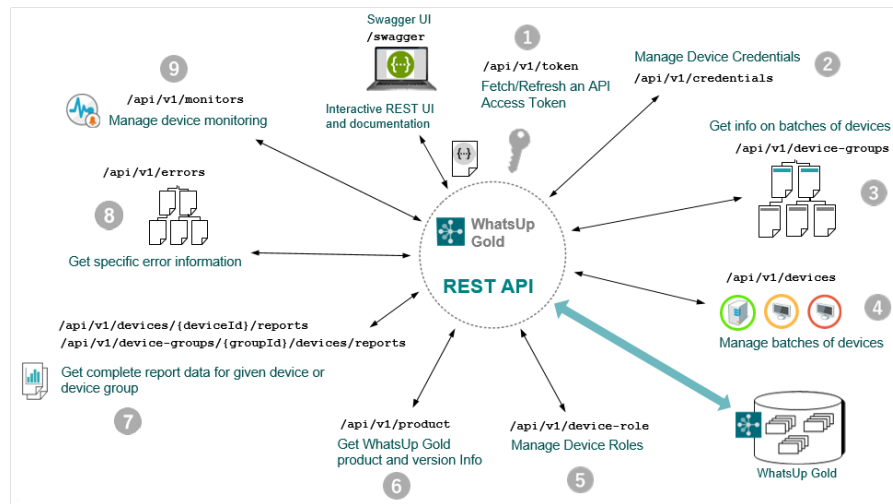 Swagger UI
/swagger
Interactive REST UI
and documentation
{···}
{···}
1
/api/v1/token
Fetch/Refresh an API
Access Token
Manage Device Credentials
2
/api/v1/credentials
Get info on batches of devices
/api/v1/device-groups
3
/api/v1/devices
4
Manage batches of devices
WhatsUp Gold
/api/v1/device-role
Manage Device Roles
5
/api/v1/product
Get WhatsUp Gold
product and version Info
6
/api/v1/devices/{deviceId}/reports
/api/v1/device-groups/{groupId}/devices/reports
Get complete report data for given device or
device group
7
/api/v1/errors
8
Get specific error information
9
/api/v1/monitors
Manage device monitoring
WhatsUp
Gold
REST API